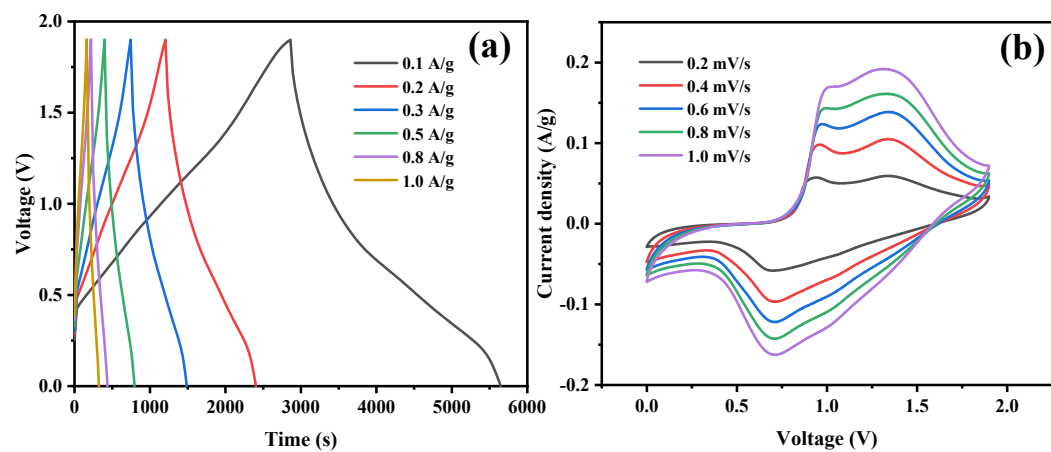 (a)
2.0
1.5
1.0
0.5
0.0
Voltage (V)
0.1 A/g
0.2 A/g
0.3 A/g
0.5 A/g
0.8 A/g
1.0 A/g
0 1000 2000 3000 4000 5000 6000
Time (s)
(b)
0.2
0.1
0.0
-0.1
-0.2
Current density (A/g)
0.2 mV/s
0.4 mV/s
0.6 mV/s
0.8 mV/s
1.0 mV/s
0.0 0.5 1.0 1.5 2.0
Voltage (V)